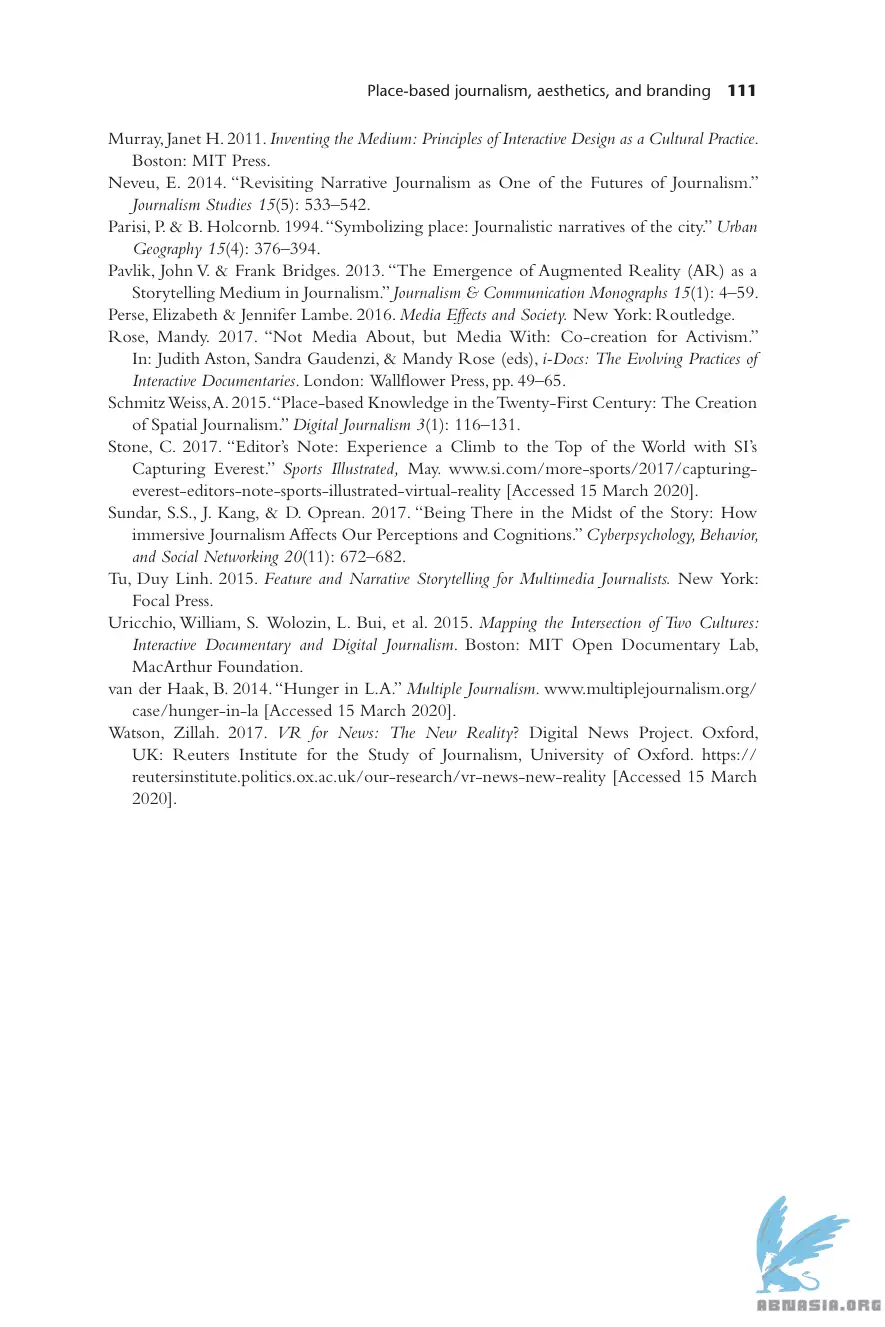 Place-based journalism, aesthetics, and branding 111
Murray, Janet H. 2011. Inventing the Medium: Principles of Interactive Design as a Cultural Practice.
Boston: MIT Press.
Neveu, E. 2014. “Revisiting Narrative Journalism as One of the Futures of Journalism.”
Journalism Studies 15(5): 533–542.
Parisi, P. & B. Holcornb. 1994. “Symbolizing place: Journalistic narratives of the city.” Urban
Geography 15(4): 376–394.
Pavlik, John V. & Frank Bridges. 2013. “The Emergence of Augmented Reality (AR) as a
Storytelling Medium in Journalism.” Journalism & Communication Monographs 15(1): 4–59.
Perse, Elizabeth & Jennifer Lambe. 2016. Media Effects and Society. New York: Routledge.
Rose, Mandy. 2017. “Not Media About, but Media With: Co-creation for Activism.”
In: Judith Aston, Sandra Gaudenzi, & Mandy Rose (eds), i-Docs: The Evolving Practices of
Interactive Documentaries. London: Wallflower Press, pp. 49–65.
Schmitz Weiss, A. 2015. “Place-based Knowledge in the Twenty-First Century: The Creation
of Spatial Journalism.” Digital Journalism 3(1): 116–131.
Stone, C. 2017. “Editor’s Note: Experience a Climb to the Top of the World with SI’s
Capturing Everest.” Sports Illustrated, May. www.si.com/more-sports/2017/capturing-
everest-editors-note-sports-illustrated-virtual-reality [Accessed 15 March 2020].
Sundar, S.S., J. Kang, & D. Oprean. 2017. “Being There in the Midst of the Story: How
immersive Journalism Affects Our Perceptions and Cognitions.” Cyberpsychology, Behavior,
and Social Networking 20(11): 672–682.
Tu, Duy Linh. 2015. Feature and Narrative Storytelling for Multimedia Journalists. New York:
Focal Press.
Uricchio, William, S. Wolozin, L. Bui, et al. 2015. Mapping the Intersection of Two Cultures:
Interactive Documentary and Digital Journalism. Boston: MIT Open Documentary Lab,
MacArthur Foundation.
van der Haak, B. 2014. “Hunger in L.A.” Multiple Journalism. www.multiplejournalism.org/
case/hunger-in-la [Accessed 15 March 2020].
Watson, Zillah. 2017. VR for News: The New Reality? Digital News Project. Oxford,
UK: Reuters Institute for the Study of Journalism, University of Oxford. https://
reutersinstitute.politics.ox.ac.uk/our-research/vr-news-new-reality [Accessed 15 March
2020].
ABNASIA.ORG